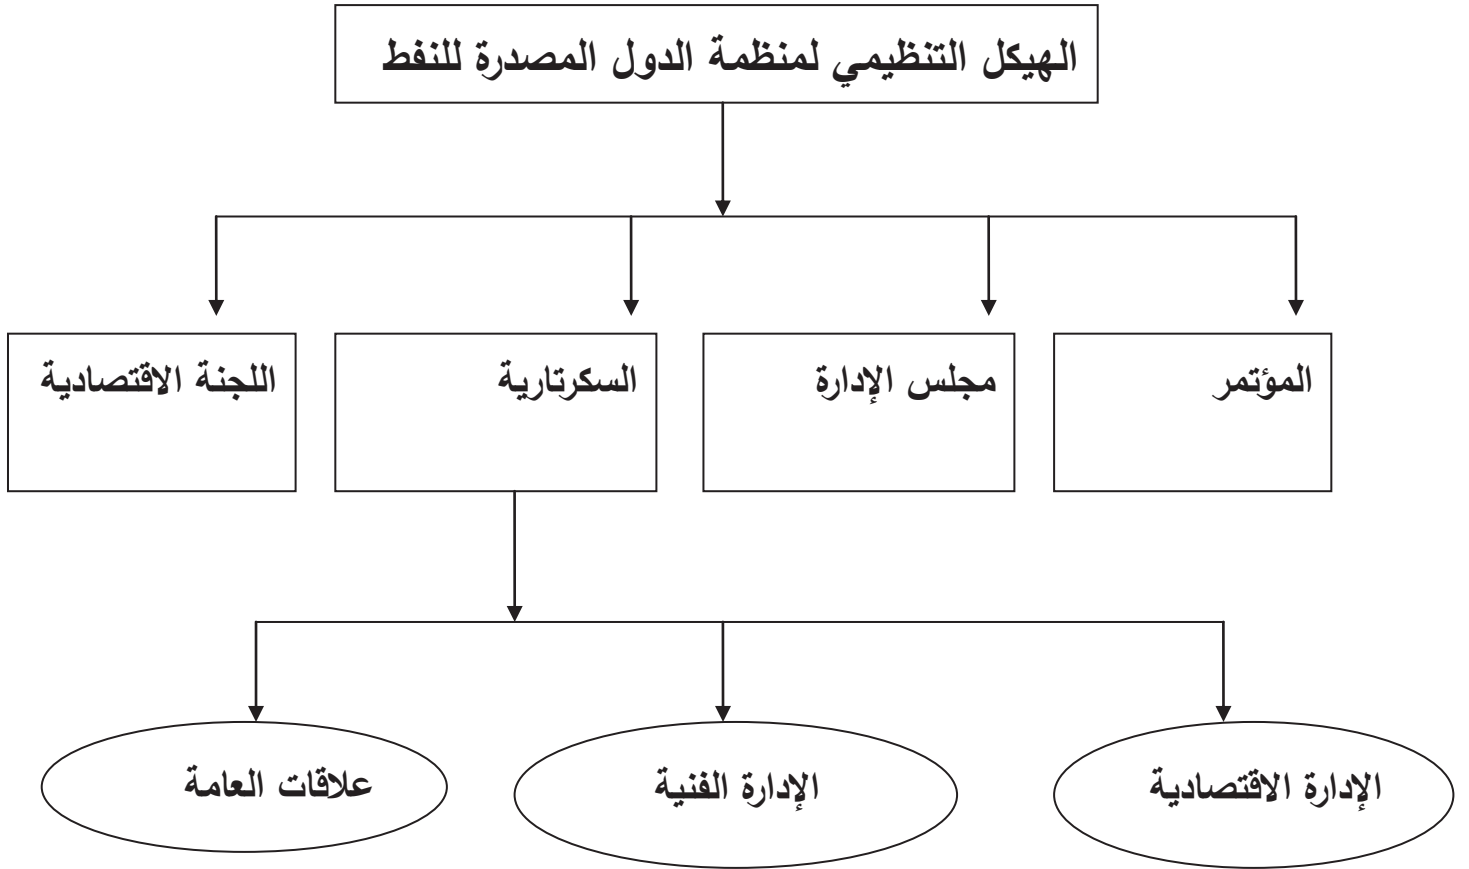 الهيكل التنظيمي لمنظمة الدول المصدرة للنفط
المؤتمر
مجلس الإدارة
السكرتارية
اللجنة الاقتصادية
الإدارة الاقتصادية
الإدارة الفنية
علاقات العامة